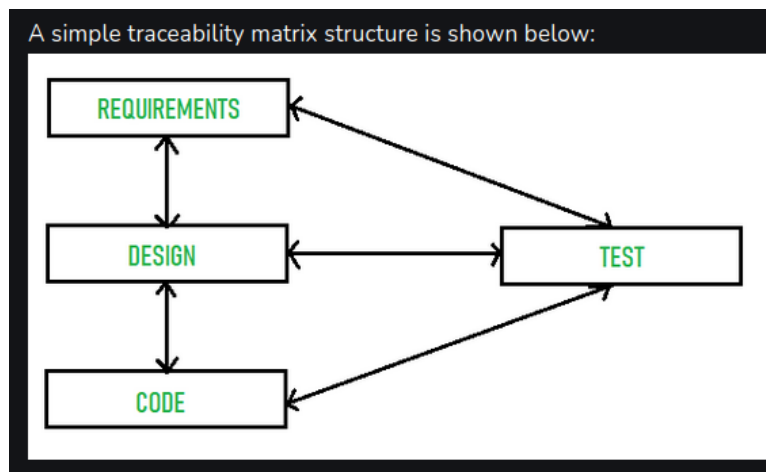 A simple traceability matrix structure is shown below:
REQUIREMENTS
DESIGN
TEST
CODE